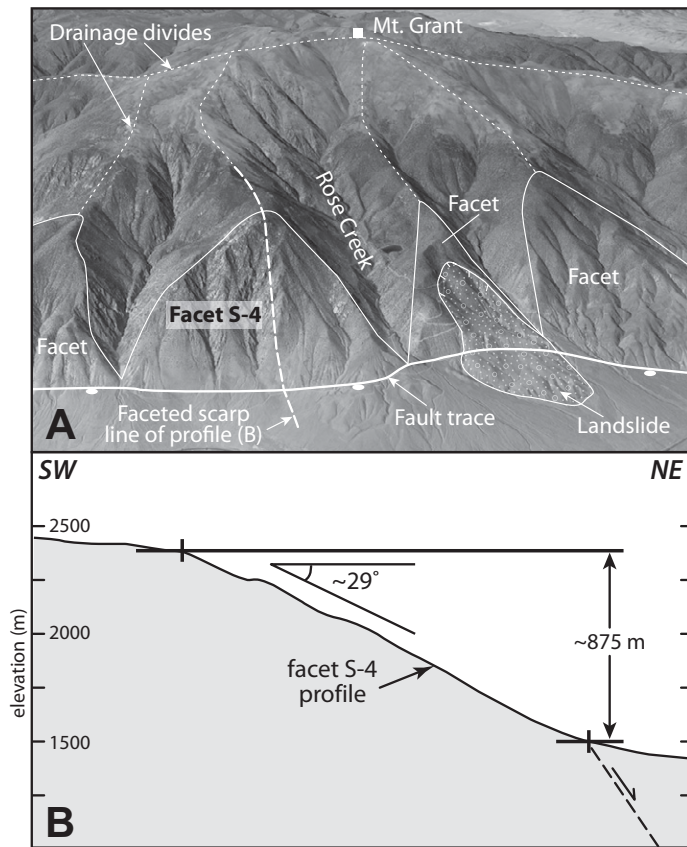 Drainage divides
Mt. Grant
Rose Creek
Facet
Facet S-4
Facet
Facet
Faceted scarp
line of profile (B)
Fault trace
Landslide
A
SW
NE
2500
~29˚
2000
~875 m
elevation (m)
facet S-4
profile
1500
B